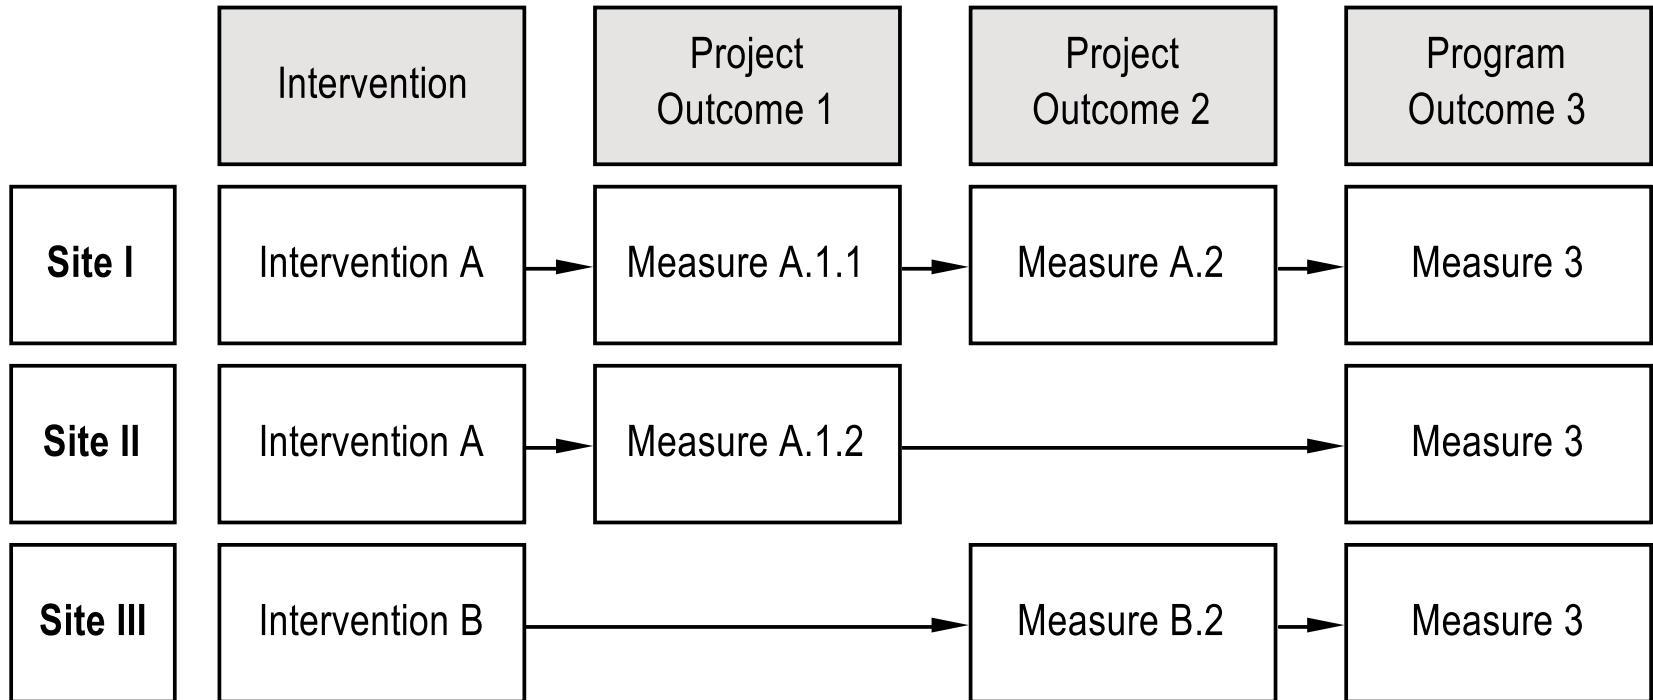 Intervention
Project
Outcome 1
Project
Outcome 2
Program
Outcome 3
Site I
Intervention A
Measure A.1.1
Measure A.2
Measure 3
Site II
Intervention A
Measure A.1.2
Measure 3
Site III
Intervention B
Measure B.2
Measure 3